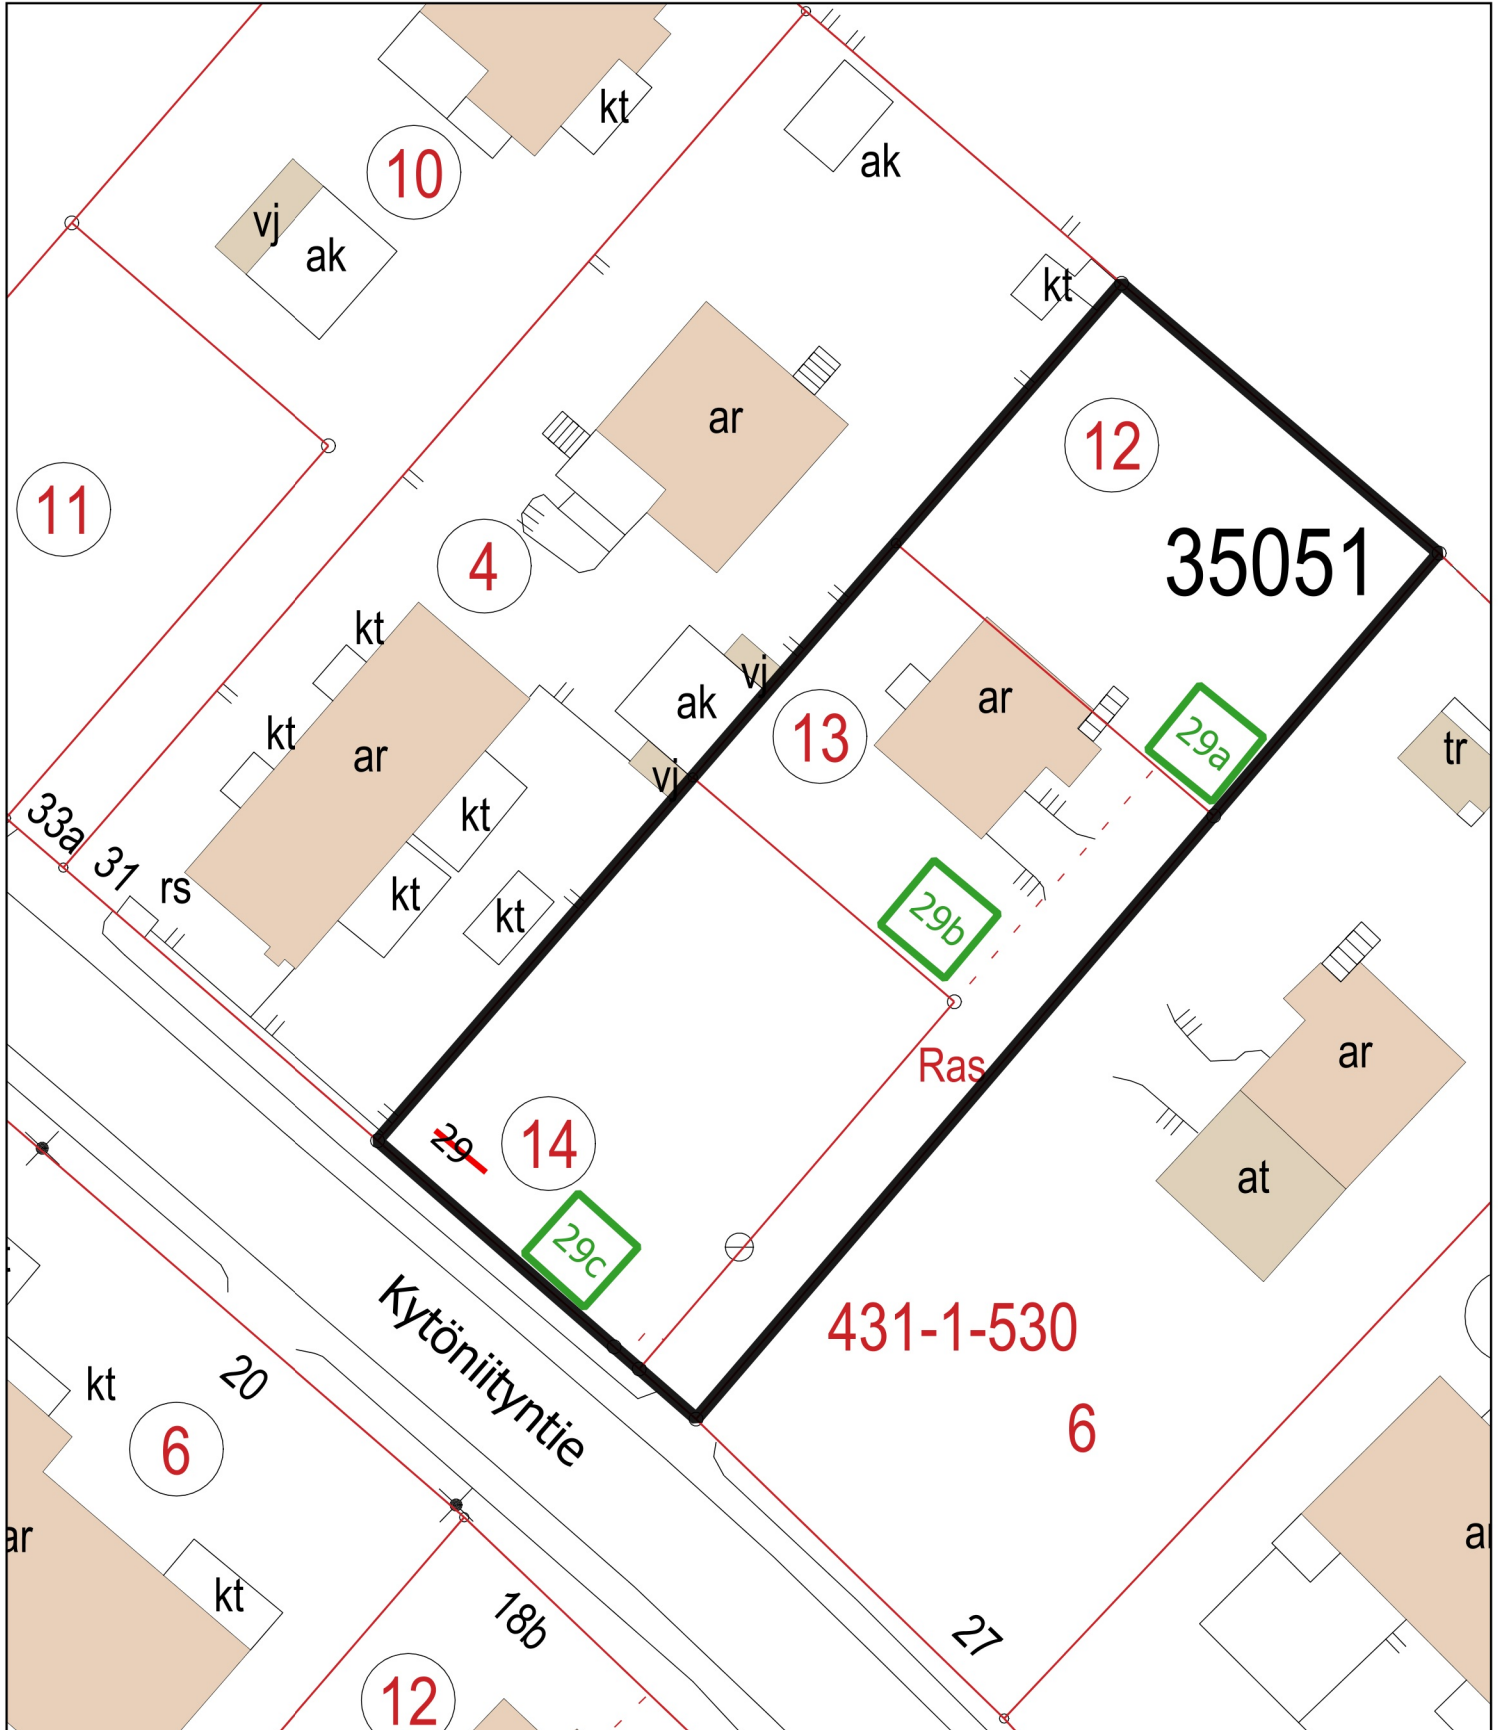 kt
10
ak
vj
ak
kt
ar
12
11
35051
4
kt
vj
ak
ar
13
29a
kt
ar
vj
tr
33a
31
rs
kt
kt
kt
29b
ar
Ras
29
14
at
29c
Kytöniityntie
431-1-530
20
kt
6
6
ar
kt
18b
27
12